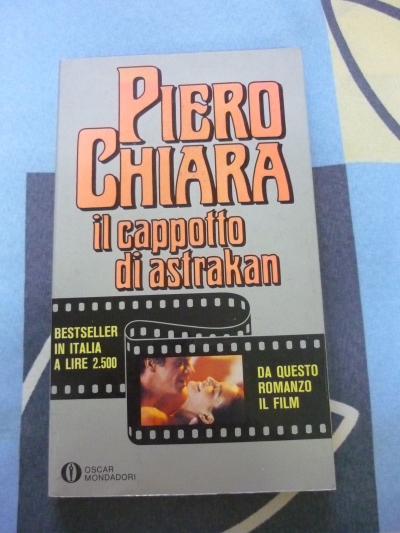 PIERO
CHIARA
il cappotto
di astrakan
BESTSELLER
IN ITALIA
A LIRE 2.500
DA QUESTO
ROMANZO
IL FILM
OSCAR
MONDADORI